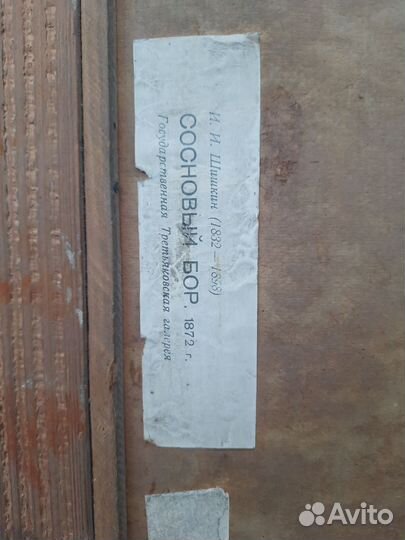 И. И. Шишкин (1832 — 1898)
СОСНОВЫЙ БОР. 1872 г.
Государственная Третьяковская галерея
Avito